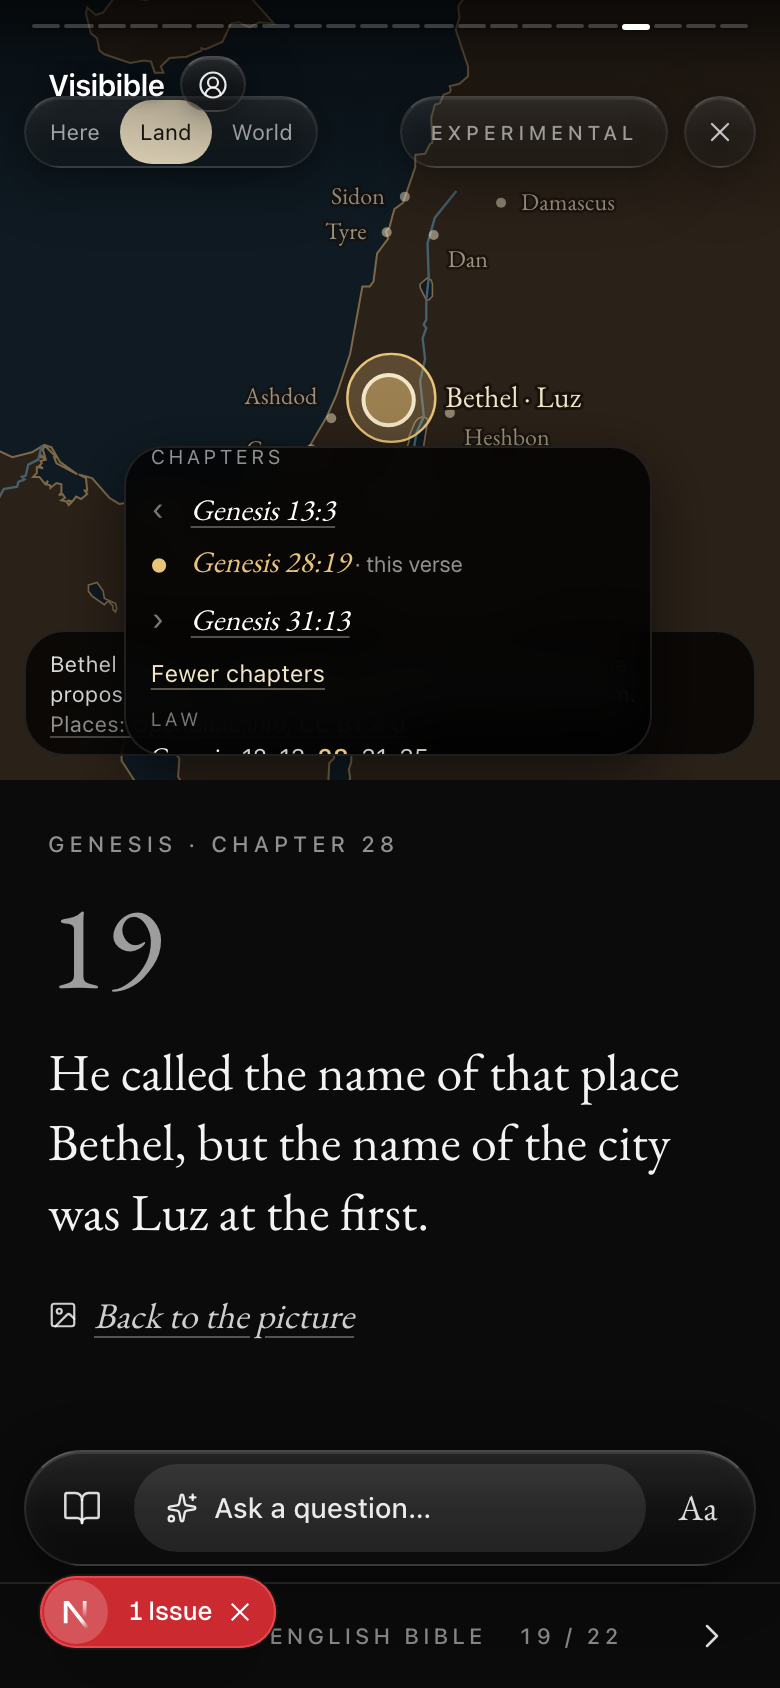 Visibible
Here Land World
EXPERIMENTAL
Sidon
Damascus
Tyre
Dan
Ashdod
Bethel · Luz
Heshbon
CHAPTERS
‹ Genesis 13:3
Genesis 28:19 · this verse
› Genesis 31:13
Fewer chapters
LAW
Bethel
propos
Places:
GENESIS · CHAPTER 28
19
He called the name of that place
Bethel, but the name of the city
was Luz at the first.
Back to the picture
Ask a question...
Aa
N 1 Issue
ENGLISH BIBLE 19 / 22